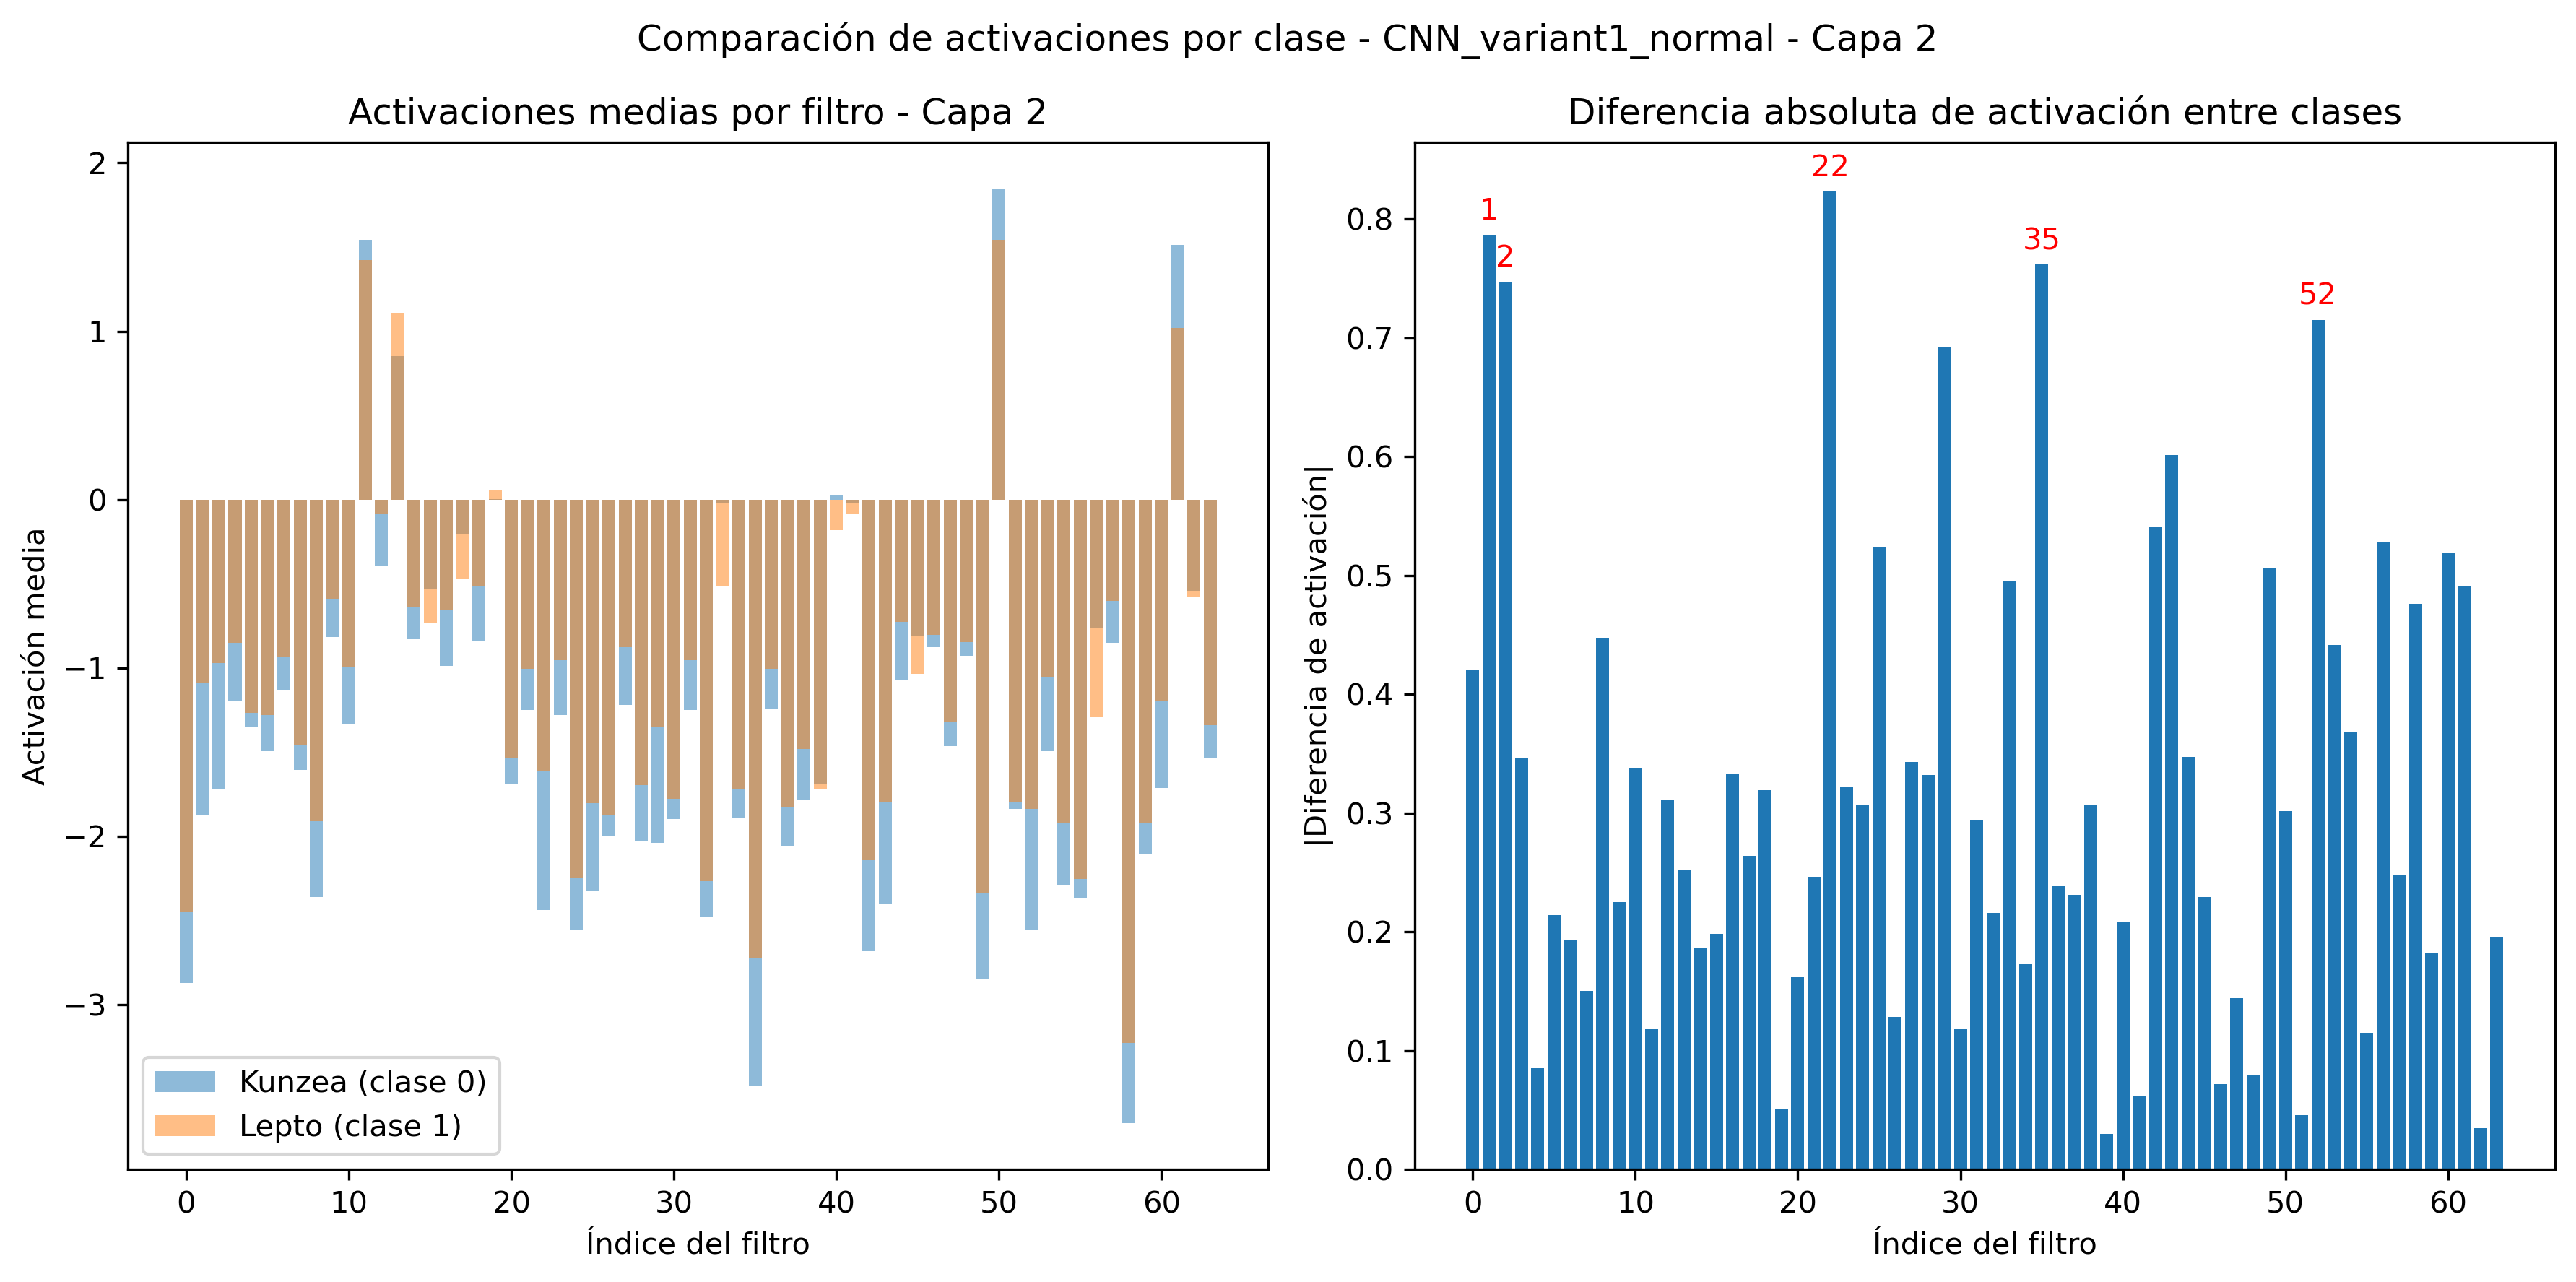 Comparación de activaciones por clase - CNN_variant1_normal - Capa 2
Activaciones medias por filtro - Capa 2
Activación media
2
1
0
−1
−2
−3
Kunzea (clase 0)
Lepto (clase 1)
0 10 20 30 40 50 60
Índice del filtro
Diferencia absoluta de activación entre clases
|Diferencia de activación|
0.8
0.7
0.6
0.5
0.4
0.3
0.2
0.1
0.0
1
2
22
35
52
0 10 20 30 40 50 60
Índice del filtro